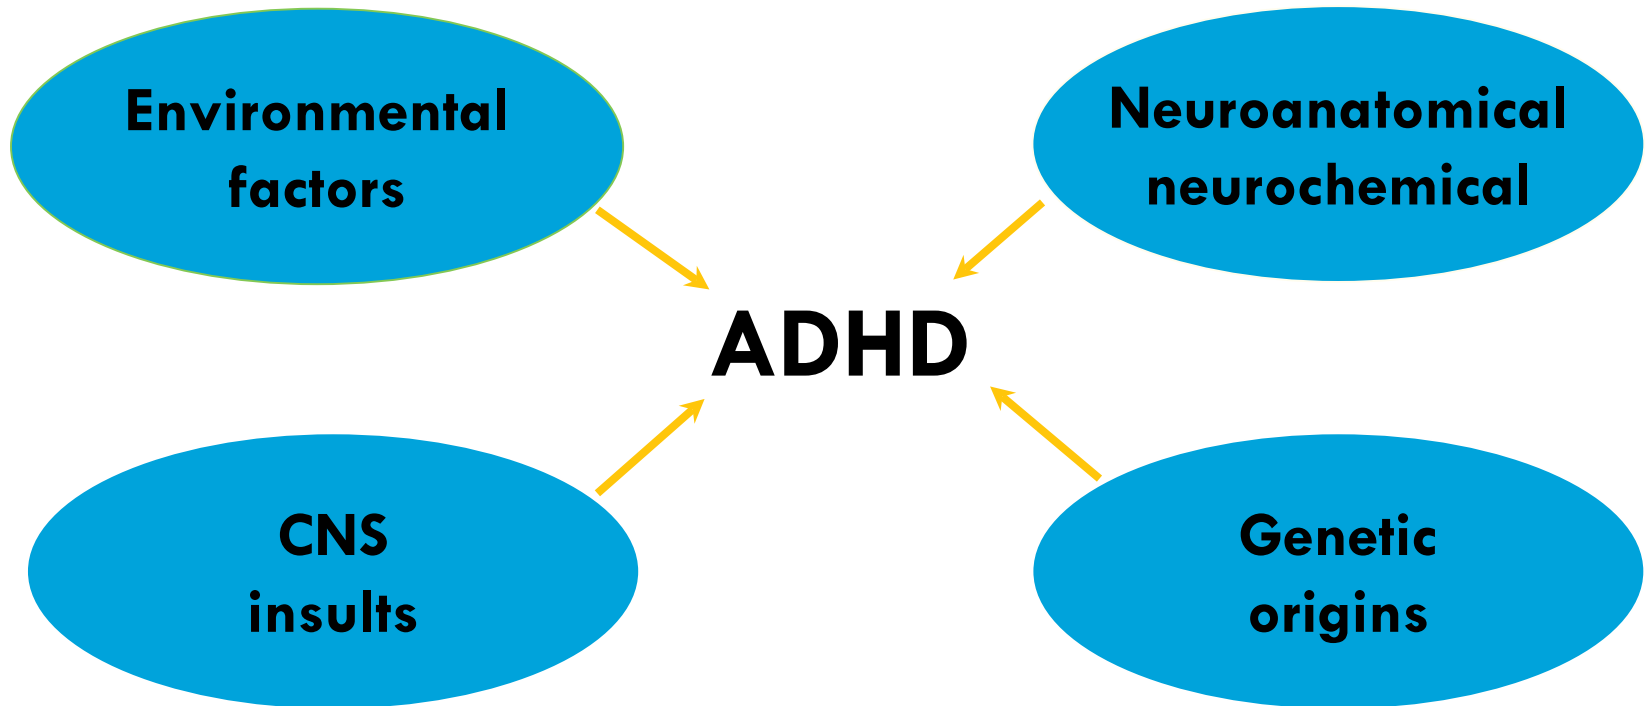 Environmental
factors
Neuroanatomical
neurochemical
ADHD
CNS
insults
Genetic
origins